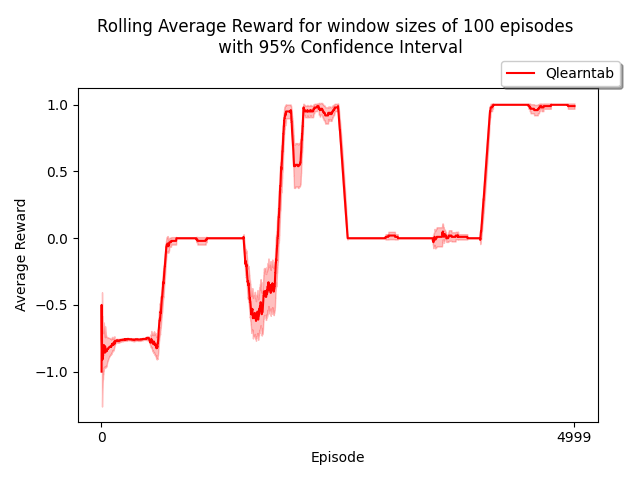 Rolling Average Reward for window sizes of 100 episodes
with 95% Confidence Interval
Qlearntab
1.0
0.5
0.0
−0.5
−1.0
Average Reward
0
4999
Episode